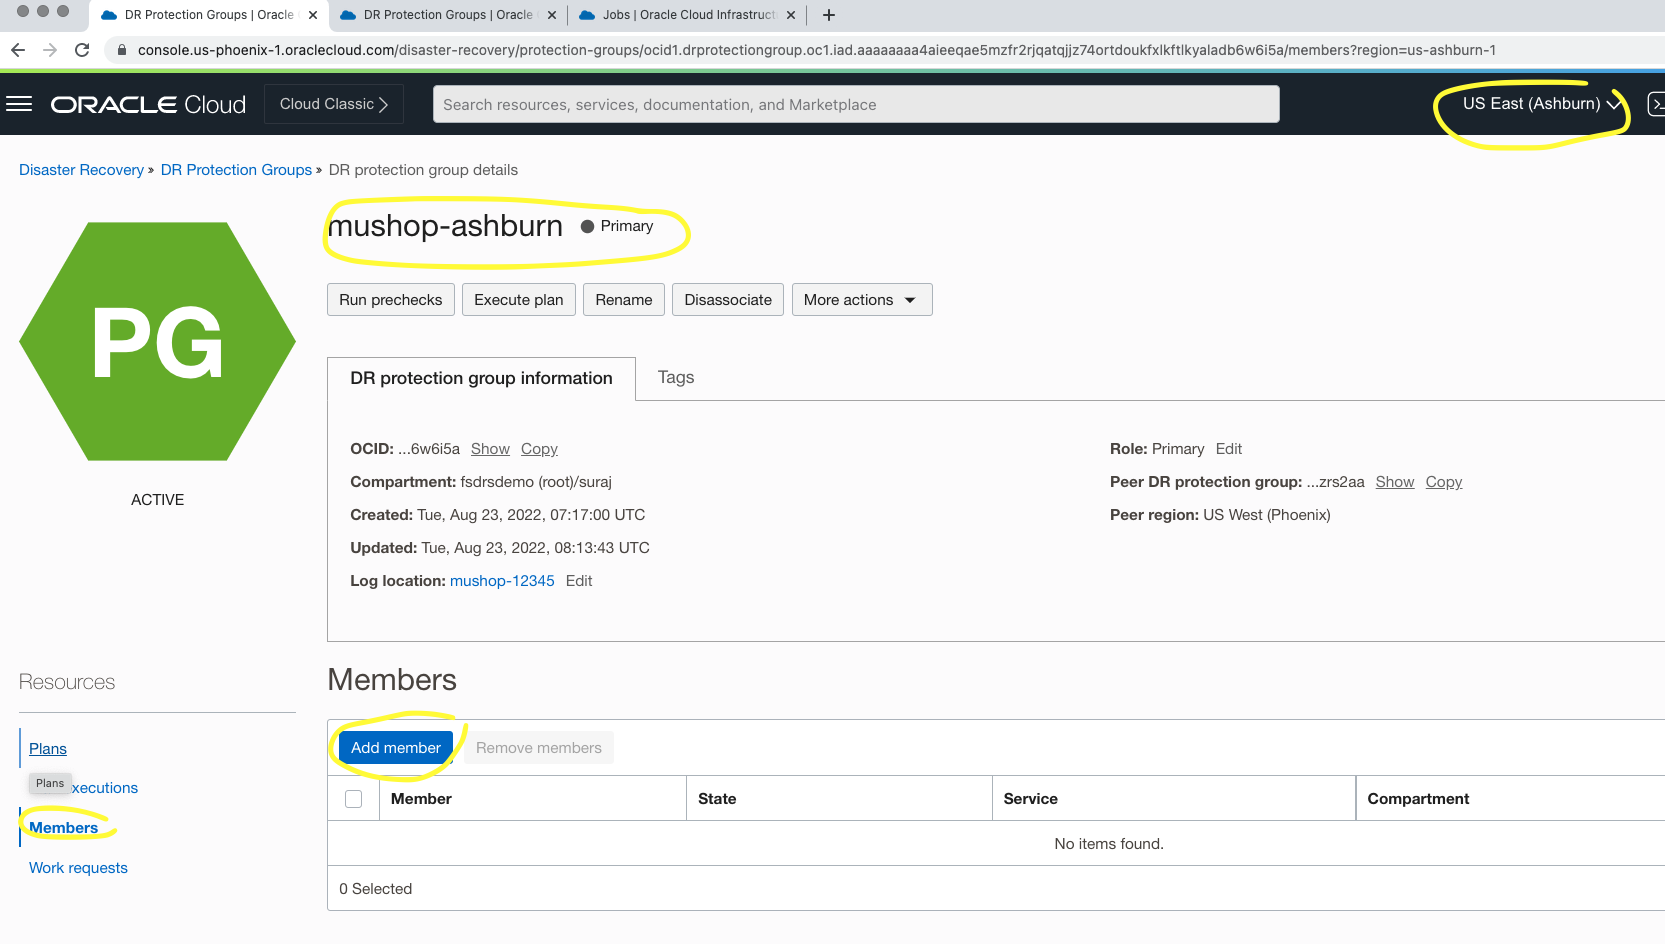 DR Protection Groups | Oracle
DR Protection Groups | Oracle
Jobs | Oracle Cloud Infrastruct
console.us-phoenix-1.oraclecloud.com/disaster-recovery/protection-groups/ocid1.drprotectiongroup.oc1.iad.aaaaaaaa4aieeqae5mzfr2rjqatqjjz74ortdoukfxlkftlkyaladb6w6i5a/members?region=us-ashburn-1
ORACLE Cloud
Cloud Classic
Search resources, services, documentation, and Marketplace
US East (Ashburn)
Disaster Recovery » DR Protection Groups » DR protection group details
mushop-ashburn
Primary
PG
ACTIVE
Run prechecks
Execute plan
Rename
Disassociate
More actions
DR protection group information
Tags
OCID: ...6w6i5a Show Copy
Compartment: fsdrsdemo (root)/suraj
Created: Tue, Aug 23, 2022, 07:17:00 UTC
Updated: Tue, Aug 23, 2022, 08:13:43 UTC
Log location: mushop-12345 Edit
Role: Primary Edit
Peer DR protection group: ...zrs2aa Show Copy
Peer region: US West (Phoenix)
Resources
Plans
Plans
xecutions
Members
Work requests
Members
Add member
Remove members
Member State Service Compartment
No items found.
0 Selected